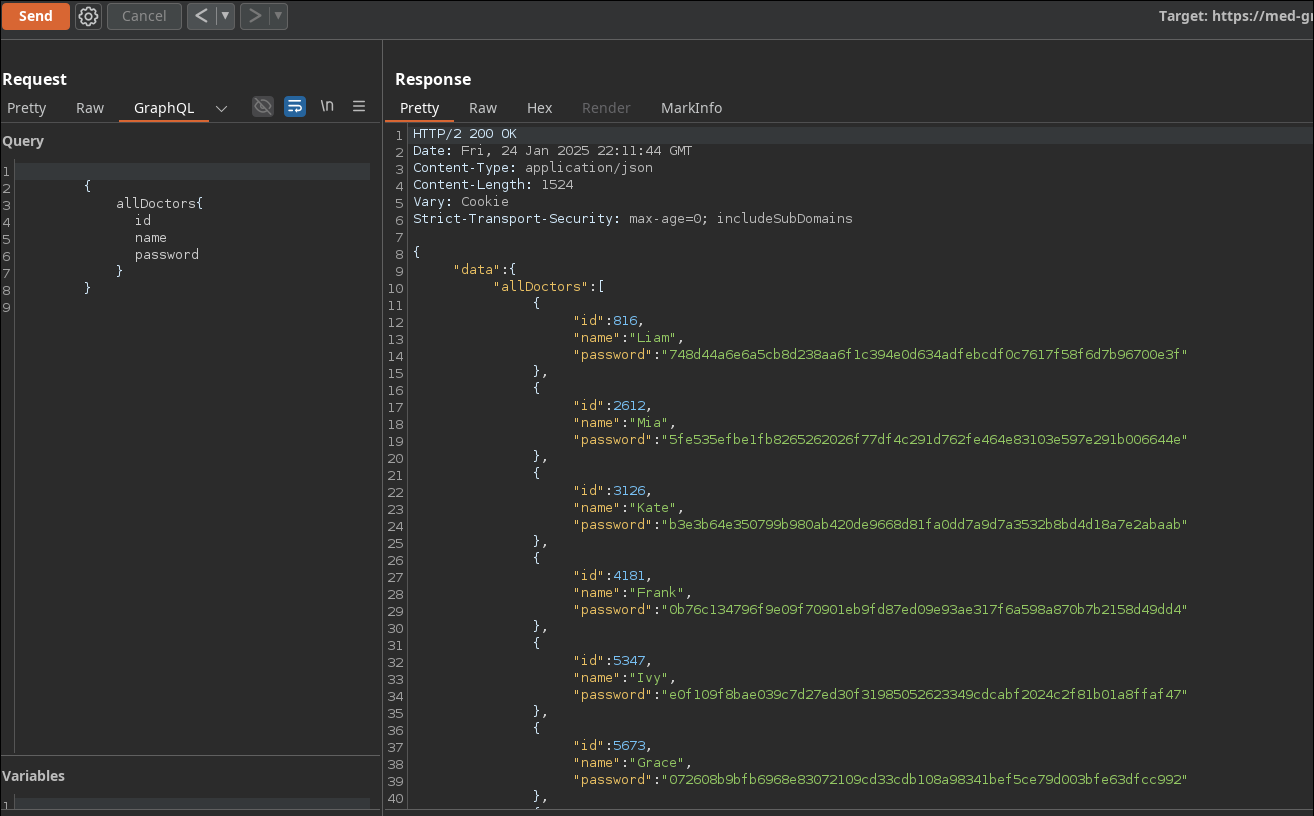 Send Cancel < ▼ > ▼ Target: https://med-gr
Request
Pretty Raw GraphQL \n
Query
1
2 {
3 allDoctors{
4 id
5 name
6 password
7 }
8 }
9
Variables
1
Response
Pretty Raw Hex Render MarkInfo
1 HTTP/2 200 OK
2 Date: Fri, 24 Jan 2025 22:11:44 GMT
3 Content-Type: application/json
4 Content-Length: 1524
5 Vary: Cookie
6 Strict-Transport-Security: max-age=0; includeSubDomains
7
8 {
9 "data":{
10 "allDoctors":[
11 {
12 "id":816,
13 "name":"Liam",
14 "password":"748d44a6e6a5cb8d238aa6f1c394e0d634adfebcdf0c7617f58f6d7b96700e3f"
15 },
16 {
17 "id":2612,
18 "name":"Mia",
19 "password":"5fe535efbe1fb8265262026f77df4c291d762fe464e83103e597e291b006644e"
20 },
21 {
22 "id":3126,
23 "name":"Kate",
24 "password":"b3e3b64e350799b980ab420de9668d81fa0dd7a9d7a3532b8bd4d18a7e2abaab"
25 },
26 {
27 "id":4181,
28 "name":"Frank",
29 "password":"0b76c134796f9e09f70901eb9fd87ed09e93ae317f6a598a870b7b2158d49dd4"
30 },
31 {
32 "id":5347,
33 "name":"Ivy",
34 "password":"e0f109f8bae039c7d27ed30f31985052623349cdcabf2024c2f81b01a8ffaf47"
35 },
36 {
37 "id":5673,
38 "name":"Grace",
39 "password":"072608b9bfb6968e83072109cd33cdb108a98341bef5ce79d003bfe63dfcc992"
40 },